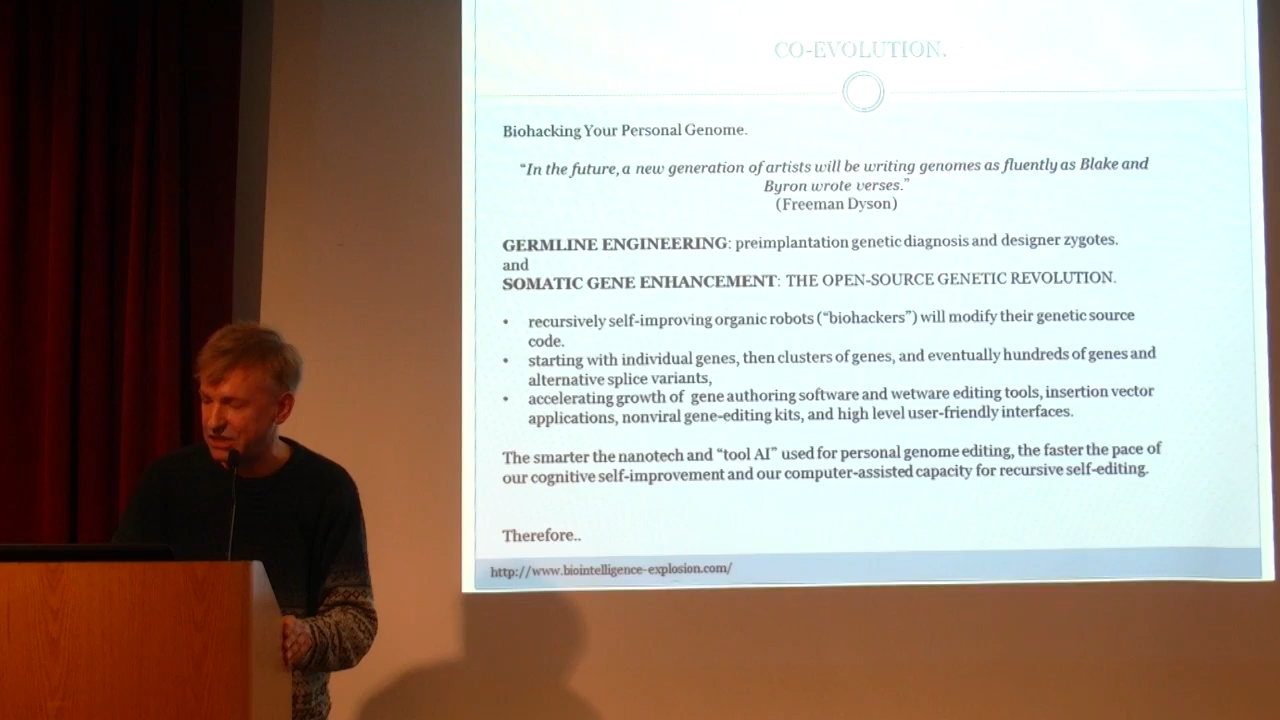 CO-EVOLUTION.
Biohacking Your Personal Genome.
“In the future, a new generation of artists will be writing genomes as fluently as Blake and
Byron wrote verses.”
(Freeman Dyson)
GERMLINE ENGINEERING: preimplantation genetic diagnosis and designer zygotes.
and
SOMATIC GENE ENHANCEMENT: THE OPEN-SOURCE GENETIC REVOLUTION.
• recursively self-improving organic robots (“biohackers”) will modify their genetic source
code.
• starting with individual genes, then clusters of genes, and eventually hundreds of genes and
alternative splice variants,
• accelerating growth of gene authoring software and wetware editing tools, insertion vector
applications, nonviral gene-editing kits, and high level user-friendly interfaces.
The smarter the nanotech and “tool AI” used for personal genome editing, the faster the pace of
our cognitive self-improvement and our computer-assisted capacity for recursive self-editing.
Therefore..
http://www.biointelligence-explosion.com/